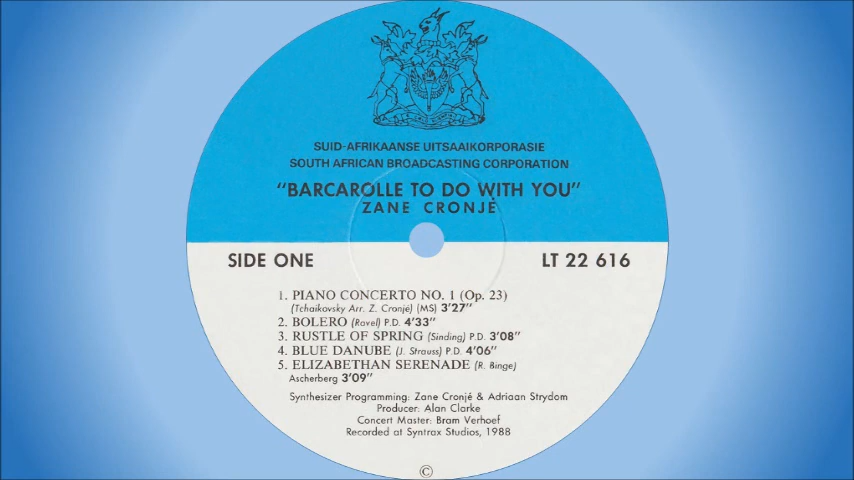 SUID-AFRIKAANSE UITSAAIKORPORASIE
SOUTH AFRICAN BROADCASTING CORPORATION
"BARCAROLLE TO DO WITH YOU"
ZANE CRONJÉ
SIDE ONE LT 22 616
1. PIANO CONCERTO NO. 1 (Op. 23)
(Tchaikovsky Arr. Z. Cronjé) (MS) 3'27"
2. BOLERO (Ravel) P.D. 4'33"
3. RUSTLE OF SPRING (Sinding) P.D. 3'08"
4. BLUE DANUBE (J. Strauss) P.D. 4'06"
5. ELIZABETHAN SERENADE (R. Binge)
Ascherberg 3'09"
Synthesizer Programming: Zane Cronjé & Adriaan Strydom
Producer: Alan Clarke
Concert Master: Bram Verhoef
Recorded at Syntrax Studios, 1988
©